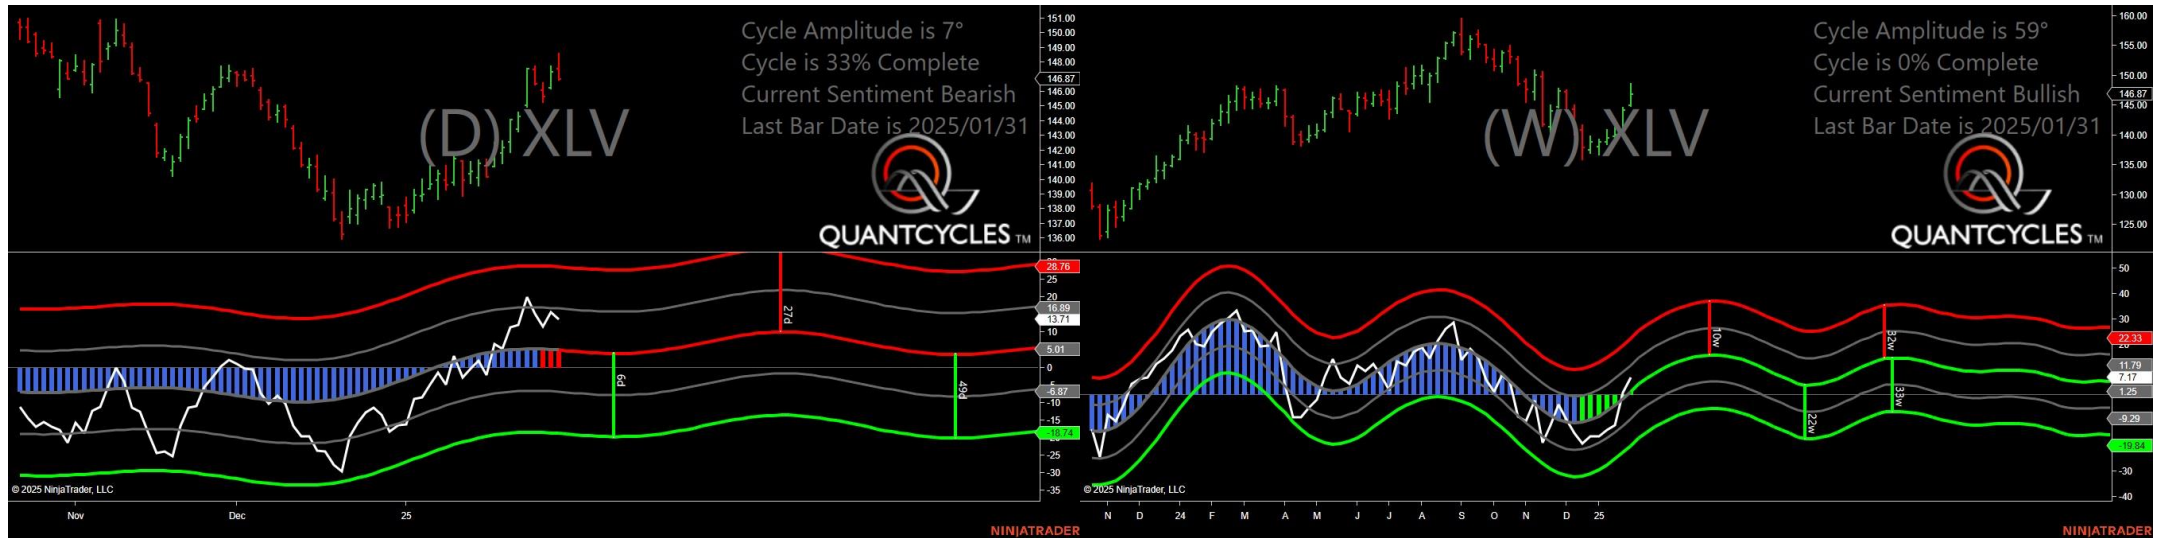 Cycle Amplitude is 7°
Cycle is 33% Complete
Current Sentiment Bearish
Last Bar Date is 2025/01/31
(D) XLV
QUANTCYCLES TM
151.00
150.00
149.00
148.00
146.87
146.00
145.00
144.00
143.00
142.00
141.00
140.00
139.00
138.00
137.00
136.00
28.76
25
20
16.89
13.71
10
5.01
0
-6.87
-10
-15
-18.74
-25
-30
-35
27d
6d
49d
© 2025 NinjaTrader, LLC
Nov Dec 25
NINJATRADER
Cycle Amplitude is 59°
Cycle is 0% Complete
Current Sentiment Bullish
Last Bar Date is 2025/01/31
(W) XLV
QUANTCYCLES TM
160.00
155.00
150.00
146.87
145.00
140.00
135.00
130.00
125.00
50
40
30
22.33
11.79
7.17
1.25
-9.29
-19.84
-30
-40
10w
32w
22w
33w
© 2025 NinjaTrader, LLC
N D 24 F M A M J J A S O N D 25
NINJATRADER